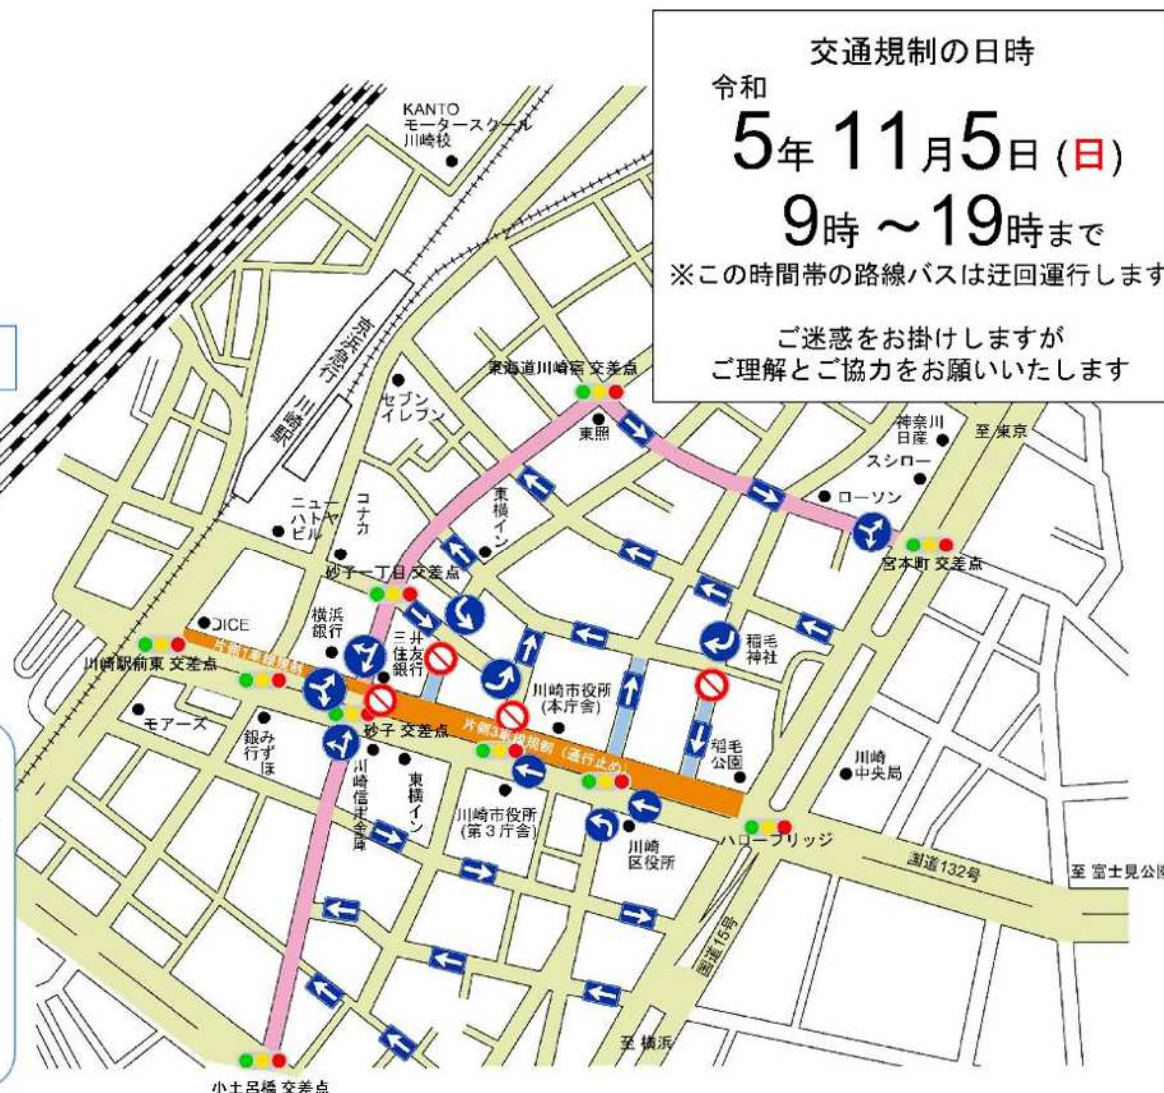 交通規制の日時
令和
5年 11月5日 (日)
9時 ～19時まで
※この時間帯の路線バスは迂回運行します
ご迷惑をお掛けしますが
ご理解とご協力をお願いいたします
KANTO
モータースクール
川崎校
京浜急行 川崎駅
東海道川崎宿 交差点
セブン
イレブン
東照
神奈川
日産
至 東京
スシロー
ローソン
宮本町 交差点
ニュー
ハトヤ
ビル
コナカ
東横イン
砂子一丁目 交差点
DICE
横浜
銀行
三井
住友
銀行
稲毛
神社
片側1車線規制
川崎駅前東 交差点
川崎市役所
(本庁舎)
モアーズ
みずほ
銀行
砂子 交差点
片側3車線規制 (通行止め)
稲毛
公園
川崎
中央局
川崎信用金庫
東横イン
川崎市役所
(第３庁舎)
川崎
区役所
ハローブリッジ
国道132号
至 富士見公園
国道15号
至 横浜
小土呂橋 交差点